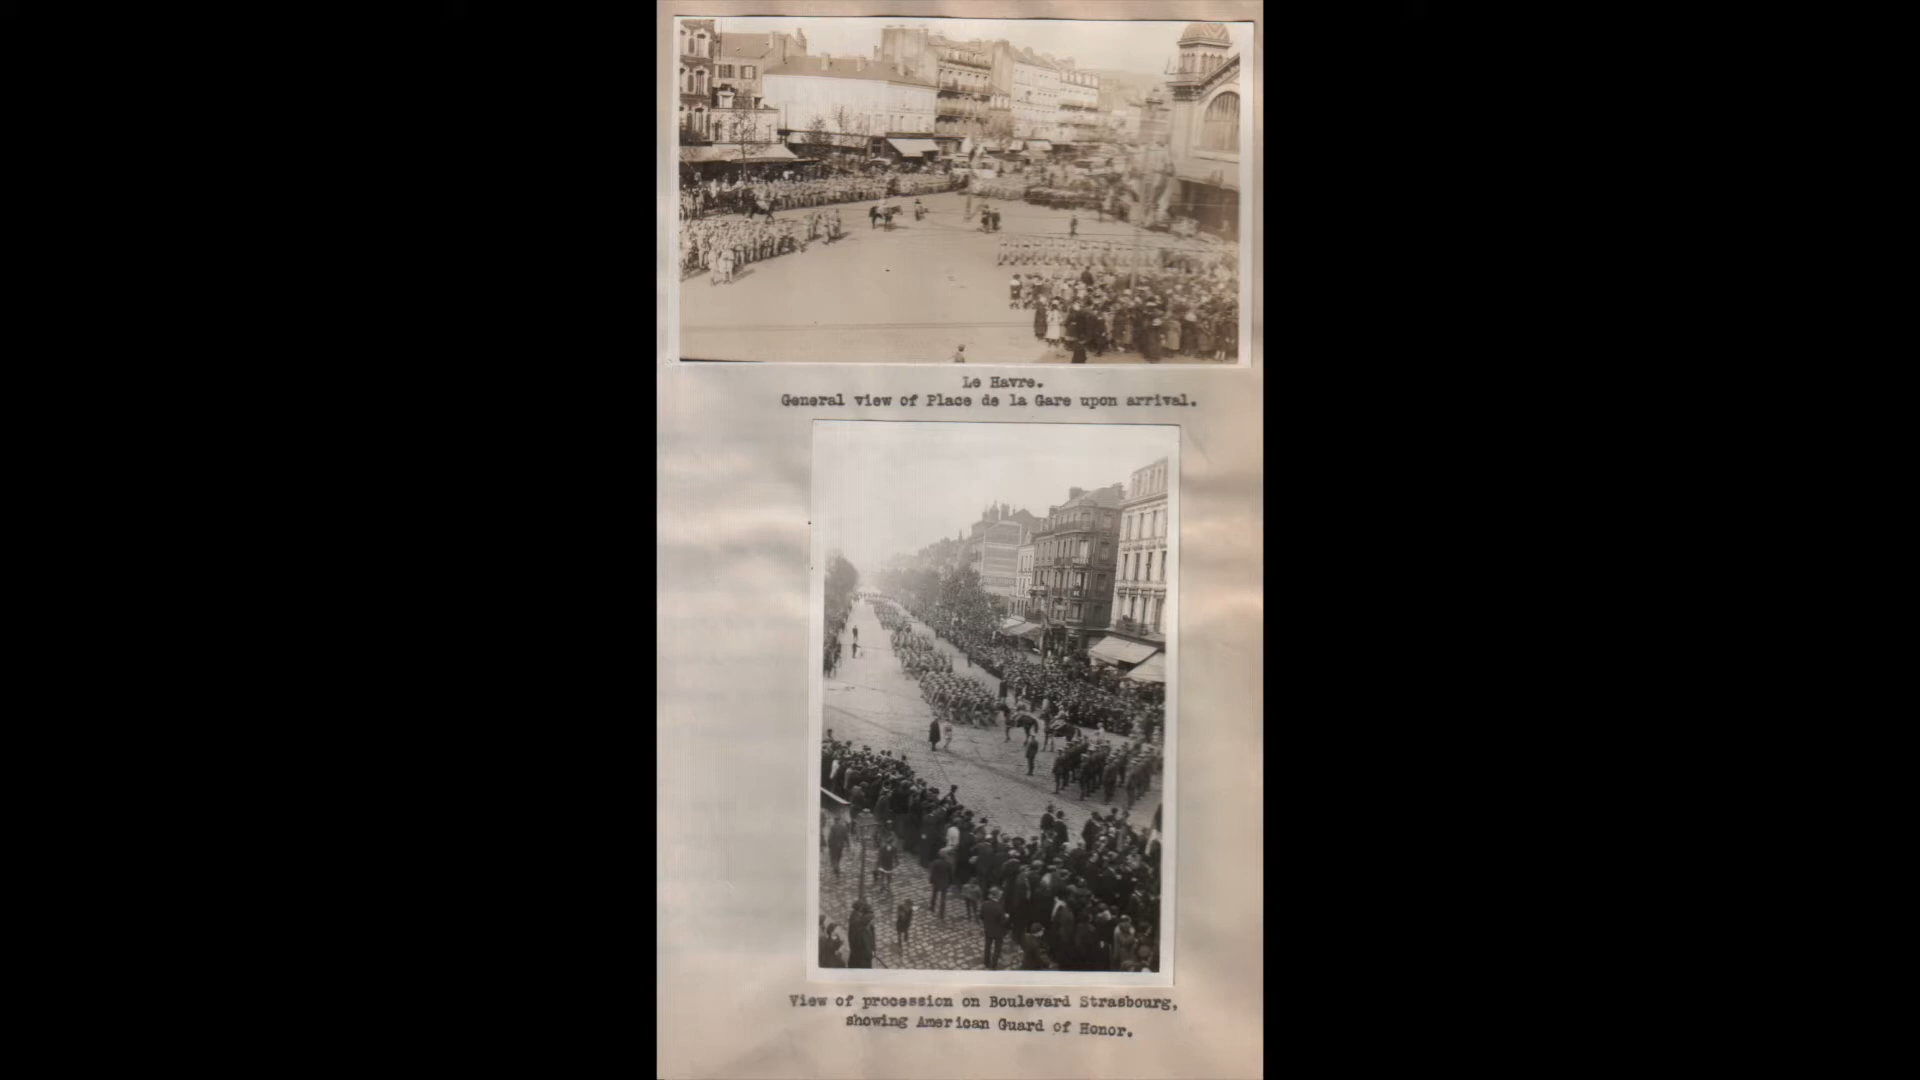 Le Havre.
General view of Place de la Gare upon arrival.
View of procession on Boulevard Strasbourg,
showing American Guard of Honor.